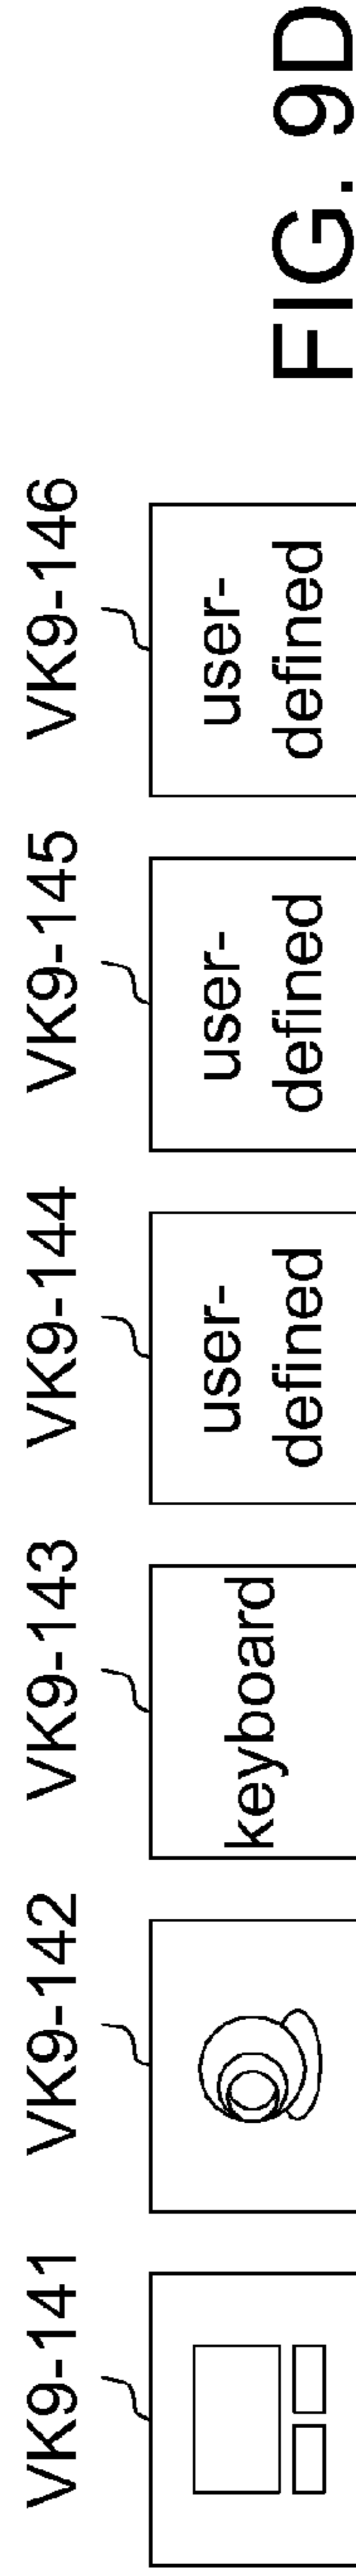 VK9-141 VK9-142 VK9-143 VK9-144 VK9-145 VK9-146
keyboard
user-
defined
user-
defined
user-
defined
FIG. 9D